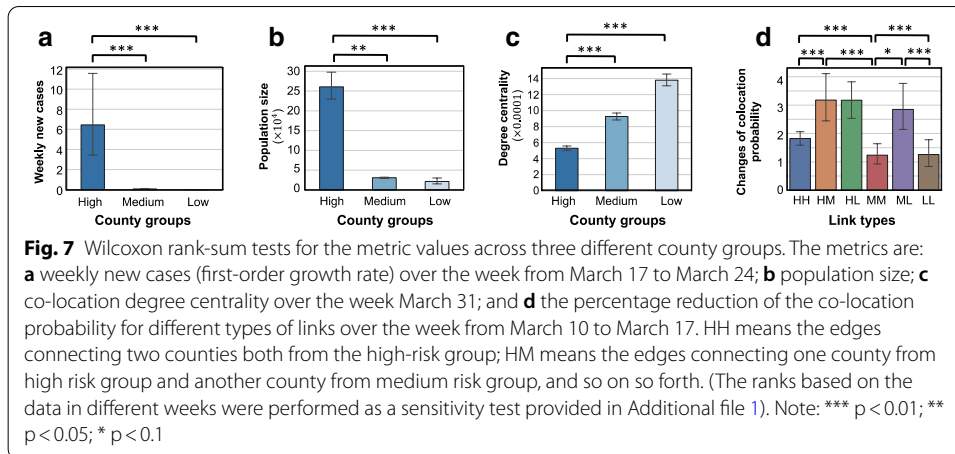 a
b
c
d
***
***
***
**
***
***
***
***
***
***
*
***
Weekly new cases
12
10
8
6
4
2
0
High Medium Low
County groups
Population size
(×10⁴)
30
25
20
15
10
5
0
High Medium Low
County groups
Degree centrality
(×0.0001)
14
12
10
8
6
4
2
0
High Medium Low
County groups
Changes of colocation
probability
4
3
2
1
0
HH HM HL MM ML LL
Link types
Fig. 7 Wilcoxon rank-sum tests for the metric values across three different county groups. The metrics are:
a weekly new cases (first-order growth rate) over the week from March 17 to March 24; b population size; c
co-location degree centrality over the week March 31; and d the percentage reduction of the co-location
probability for different types of links over the week from March 10 to March 17. HH means the edges
connecting two counties both from the high-risk group; HM means the edges connecting one county from
high risk group and another county from medium risk group, and so on so forth. (The ranks based on the
data in different weeks were performed as a sensitivity test provided in Additional file 1). Note: *** p < 0.01; **
p < 0.05; * p < 0.1